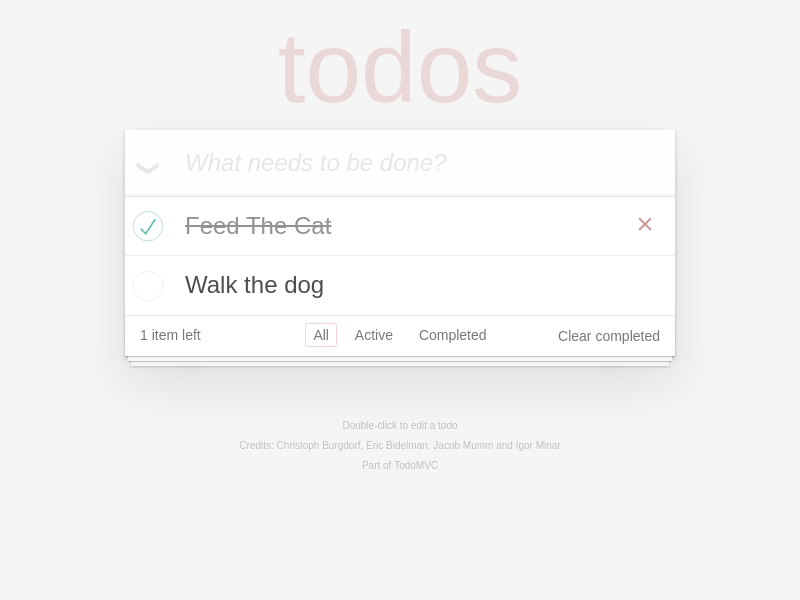 todos
What needs to be done?
Feed The Cat
Walk the dog
1 item left All Active Completed Clear completed
Double-click to edit a todo
Credits: Christoph Burgdorf, Eric Bidelman, Jacob Mumm and Igor Minar
Part of TodoMVC